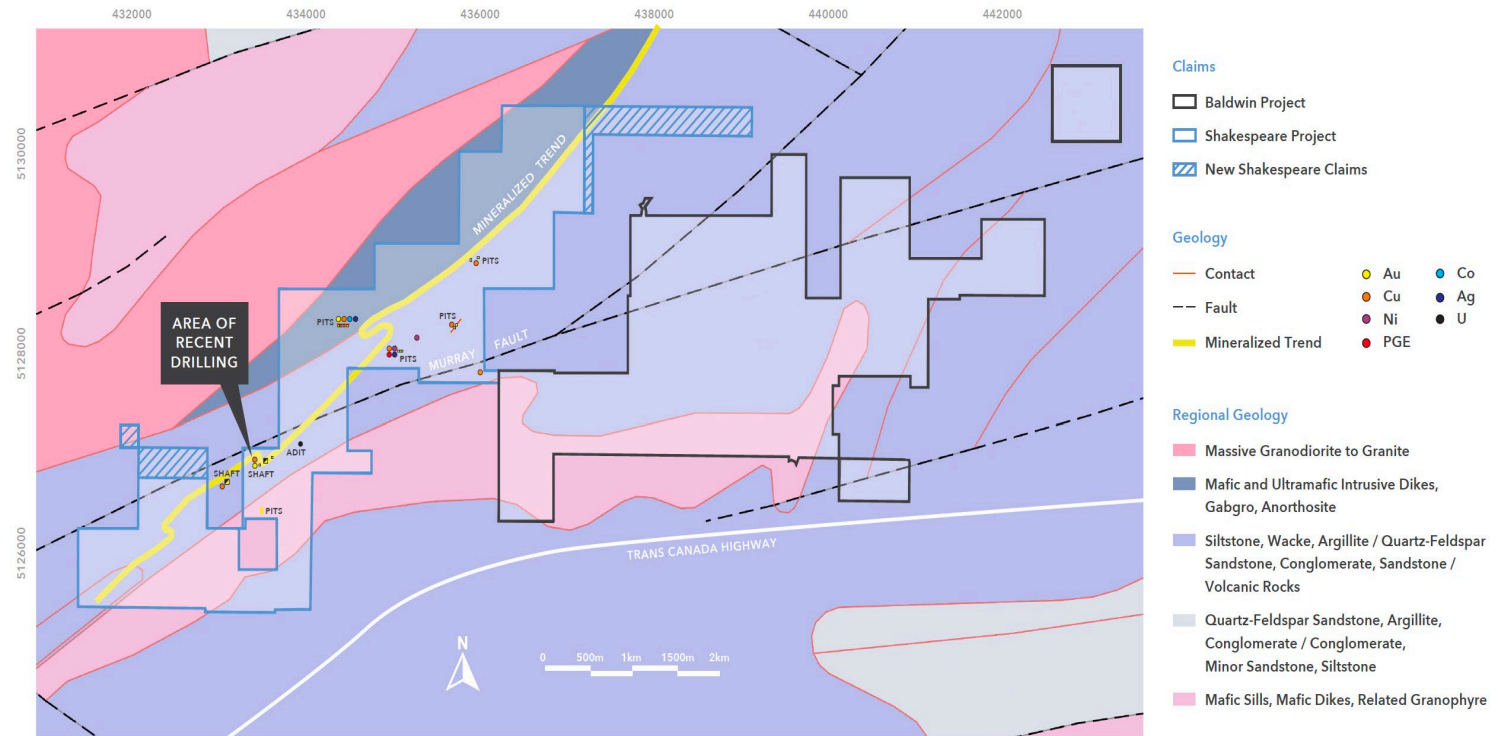 432000
434000
436000
438000
440000
442000
5130000
5128000
5126000
MINERALIZED TREND
PITS
PITS
PITS
PITS
MURRAY FAULT
AREA OF
RECENT
DRILLING
ADIT
SHAFT
SHAFT
PITS
TRANS CANADA HIGHWAY
N
0 500m 1km 1500m 2km
Claims
Baldwin Project
Shakespeare Project
New Shakespeare Claims
Geology
Contact
Fault
Mineralized Trend
Au
Cu
Ni
PGE
Co
Ag
U
Regional Geology
Massive Granodiorite to Granite
Mafic and Ultramafic Intrusive Dikes,
Gabgro, Anorthosite
Siltstone, Wacke, Argillite / Quartz-Feldspar
Sandstone, Conglomerate, Sandstone /
Volcanic Rocks
Quartz-Feldspar Sandstone, Argillite,
Conglomerate / Conglomerate,
Minor Sandstone, Siltstone
Mafic Sills, Mafic Dikes, Related Granophyre